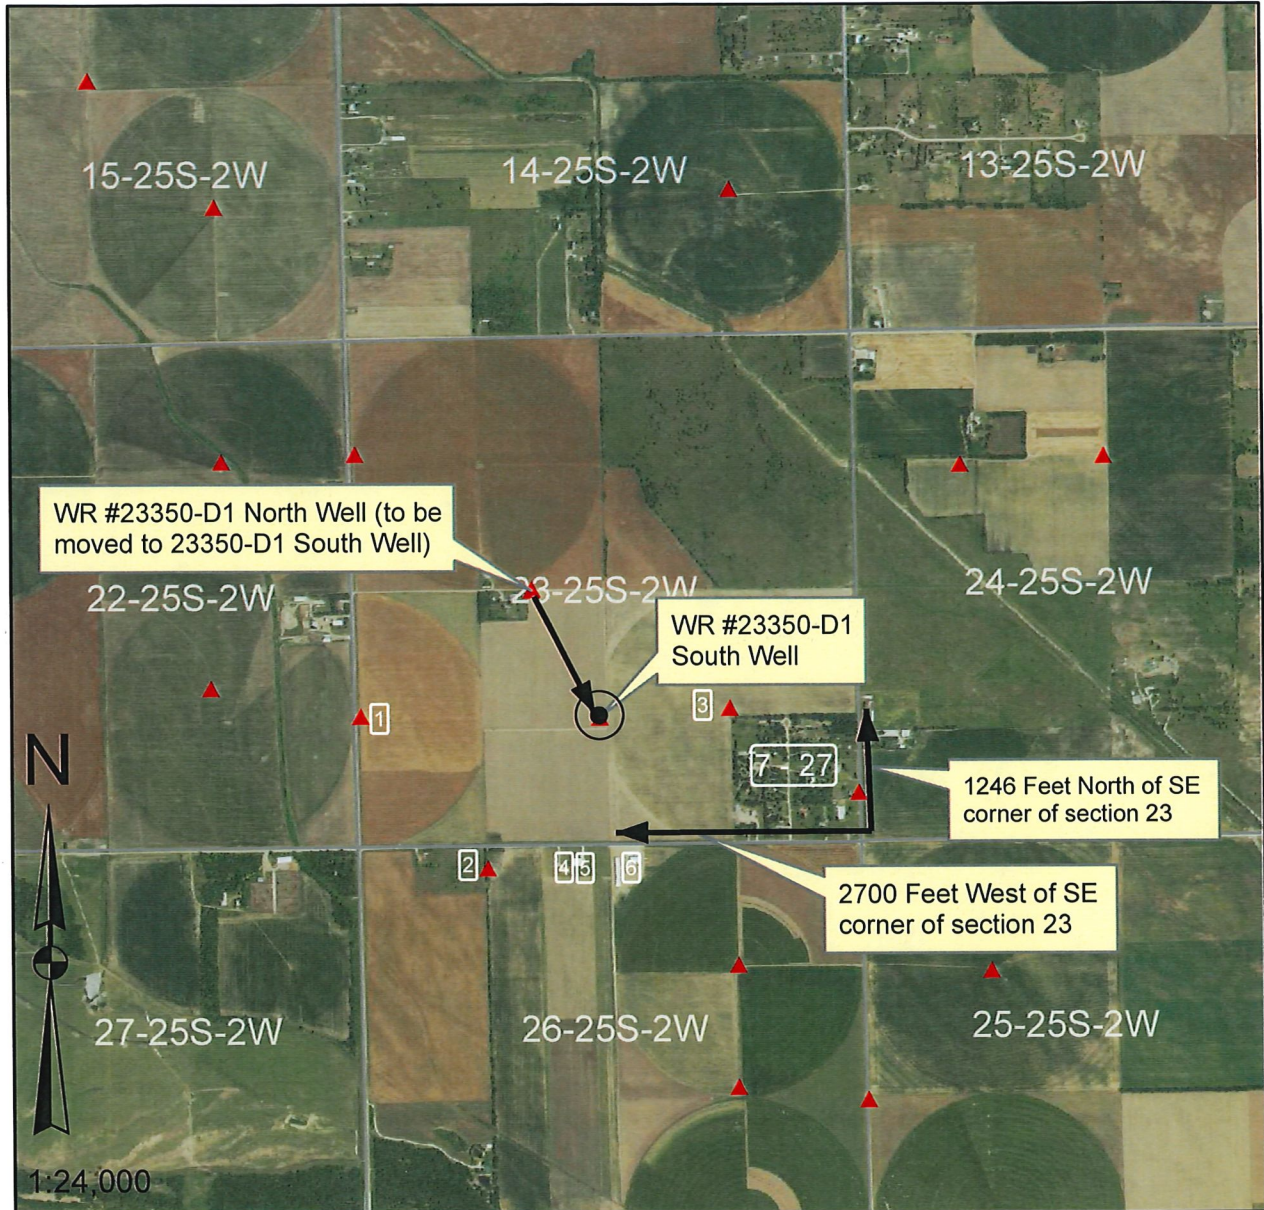 15-25S-2W
14-25S-2W
13-25S-2W
WR #23350-D1 North Well (to be
moved to 23350-D1 South Well)
22-25S-2W
23-25S-2W
24-25S-2W
WR #23350-D1
South Well
1
3
N
7 - 27
1246 Feet North of SE
corner of section 23
2
4
5
6
2700 Feet West of SE
corner of section 23
27-25S-2W
26-25S-2W
25-25S-2W
1:24,000